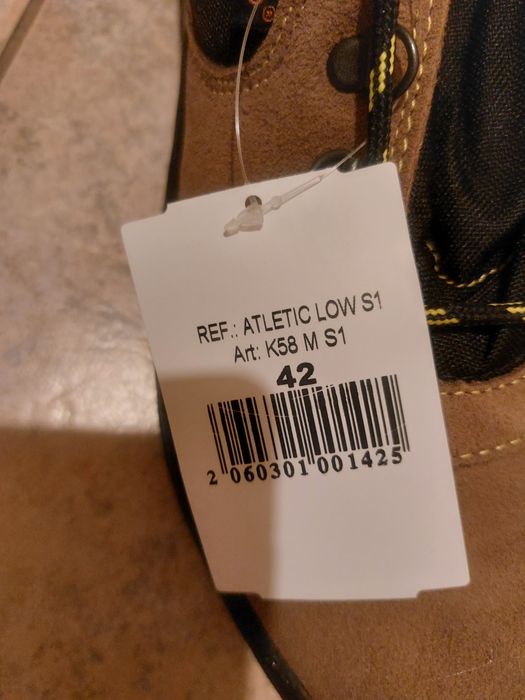 REF.: ATLETIC LOW S1
Art: K58 M S1
42
2 060301 001425